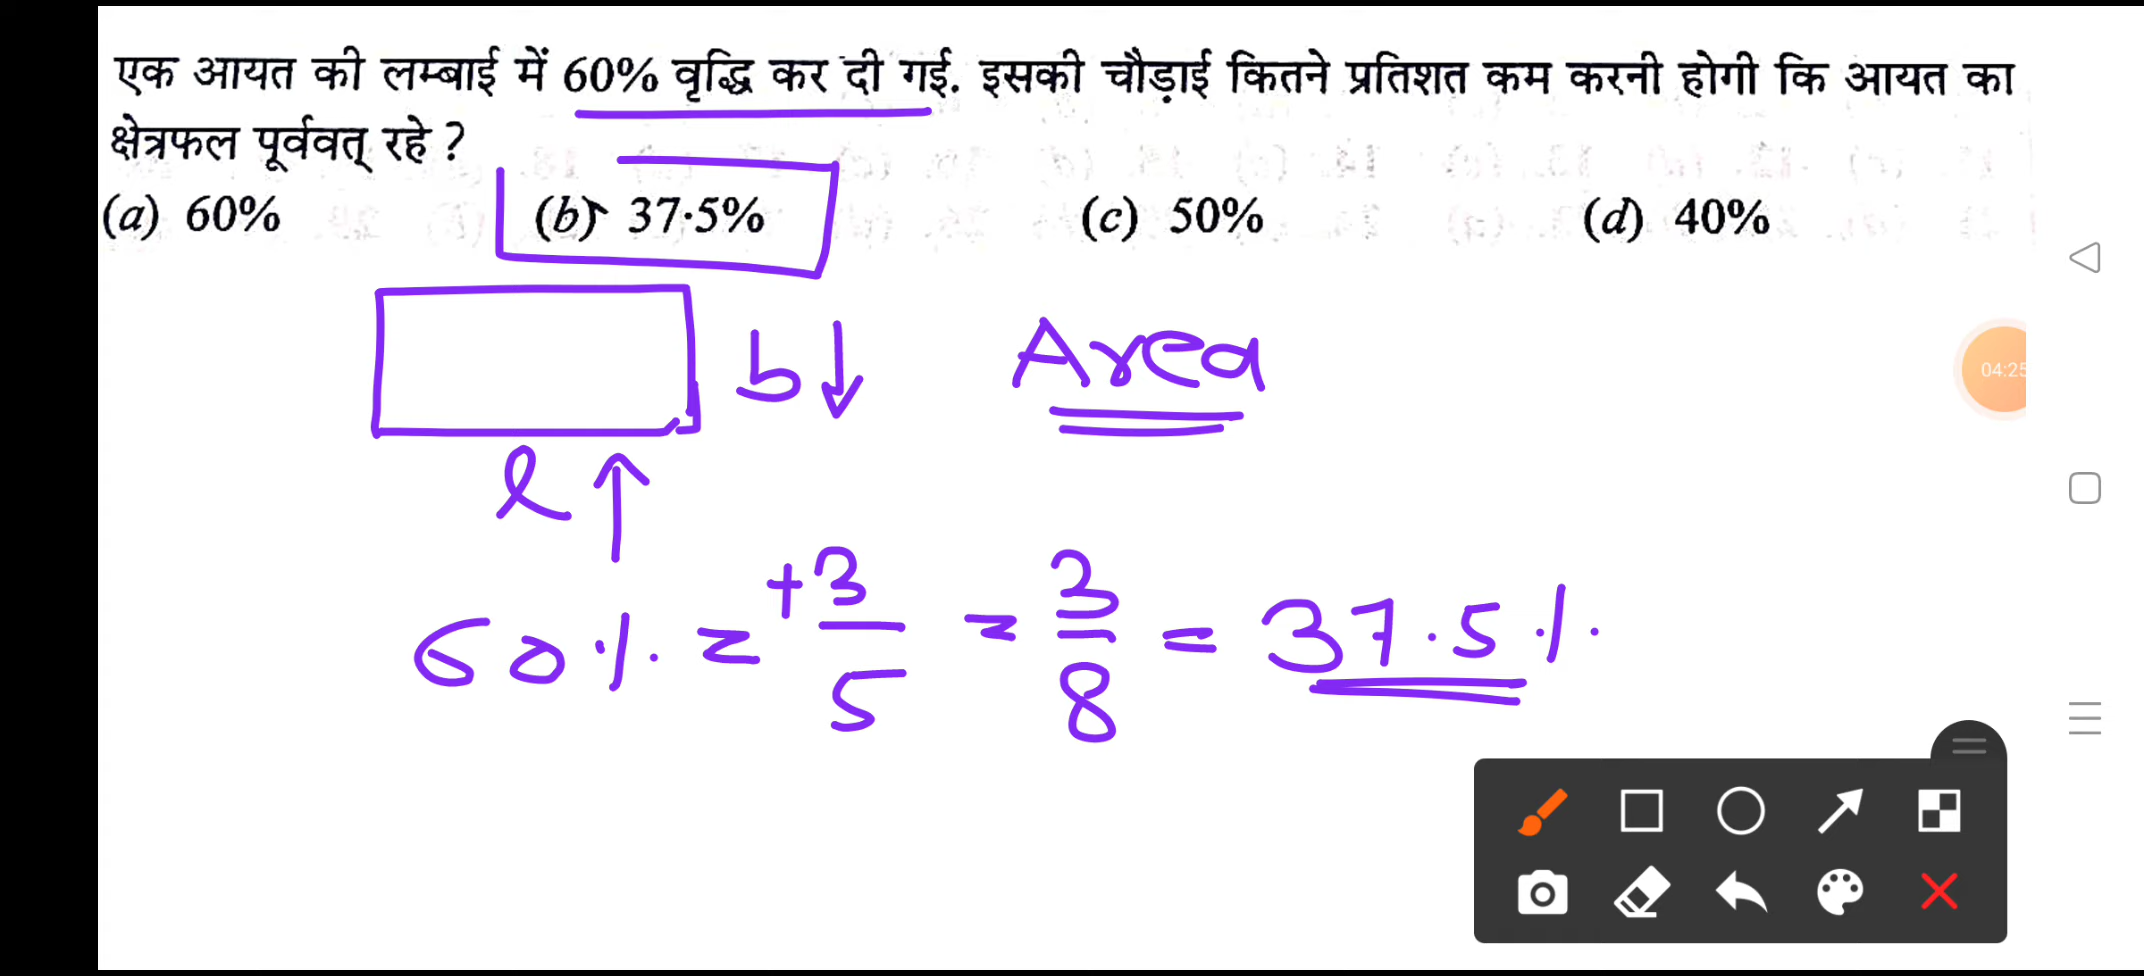 एक आयत की लम्बाई में 60% वृद्धि कर दी गई. इसकी चौड़ाई कितने प्रतिशत कम करनी होगी कि आयत का
क्षेत्रफल पूर्ववत् रहे ?
(a) 60% (b) 37·5% (c) 50% (d) 40%
b↓ Area
l↑
60% = +3/5 = 3/8 = 37.5%
04:25